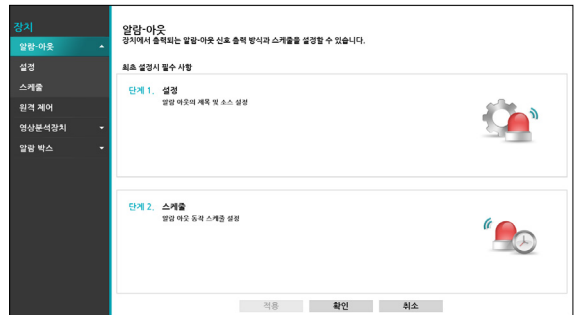 장치
알람-아웃
설정
스케줄
원격 제어
영상분석장치
알람 박스
알람-아웃
장치에서 출력되는 알람-아웃 신호 출력 방식과 스케줄을 설정할 수 있습니다.
최초 설정시 필수 사항
단계 1. 설정
알람 아웃의 제목 및 소스 설정
단계 2. 스케줄
알람 아웃 동작 스케줄 설정
적용 확인 취소